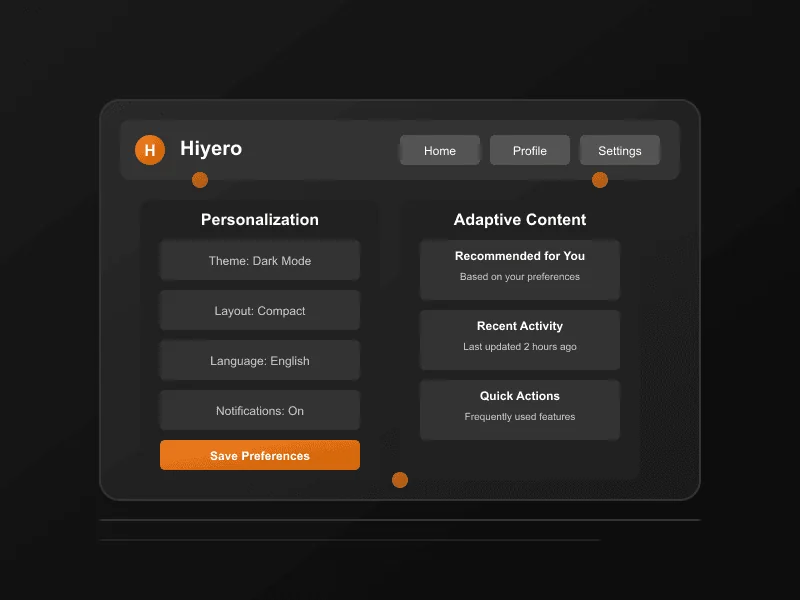 H
Hiyero
Home
Profile
Settings
Personalization
Theme: Dark Mode
Layout: Compact
Language: English
Notifications: On
Save Preferences
Adaptive Content
Recommended for You
Based on your preferences
Recent Activity
Last updated 2 hours ago
Quick Actions
Frequently used features